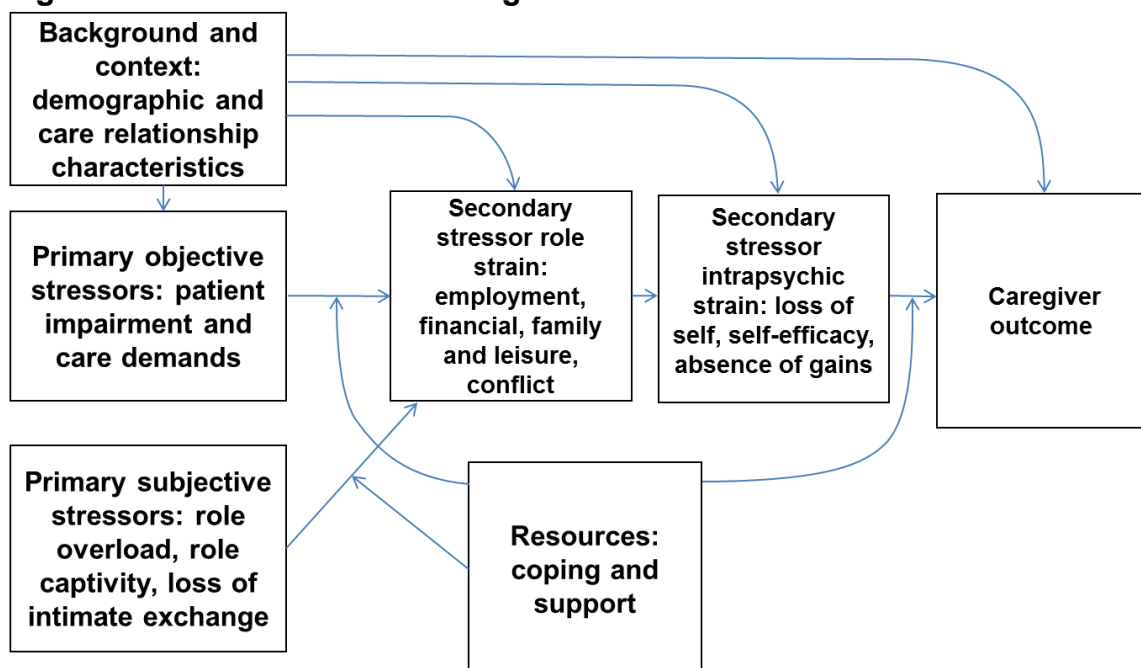 Background and
context:
demographic and
care relationship
characteristics
Primary objective
stressors: patient
impairment and
care demands
Secondary
stressor role
strain:
employment,
financial, family
and leisure,
conflict
Secondary
stressor
intrapsychic
strain: loss of
self, self-efficacy,
absence of gains
Caregiver
outcome
Primary subjective
stressors: role
overload, role
captivity, loss of
intimate exchange
Resources:
coping and
support